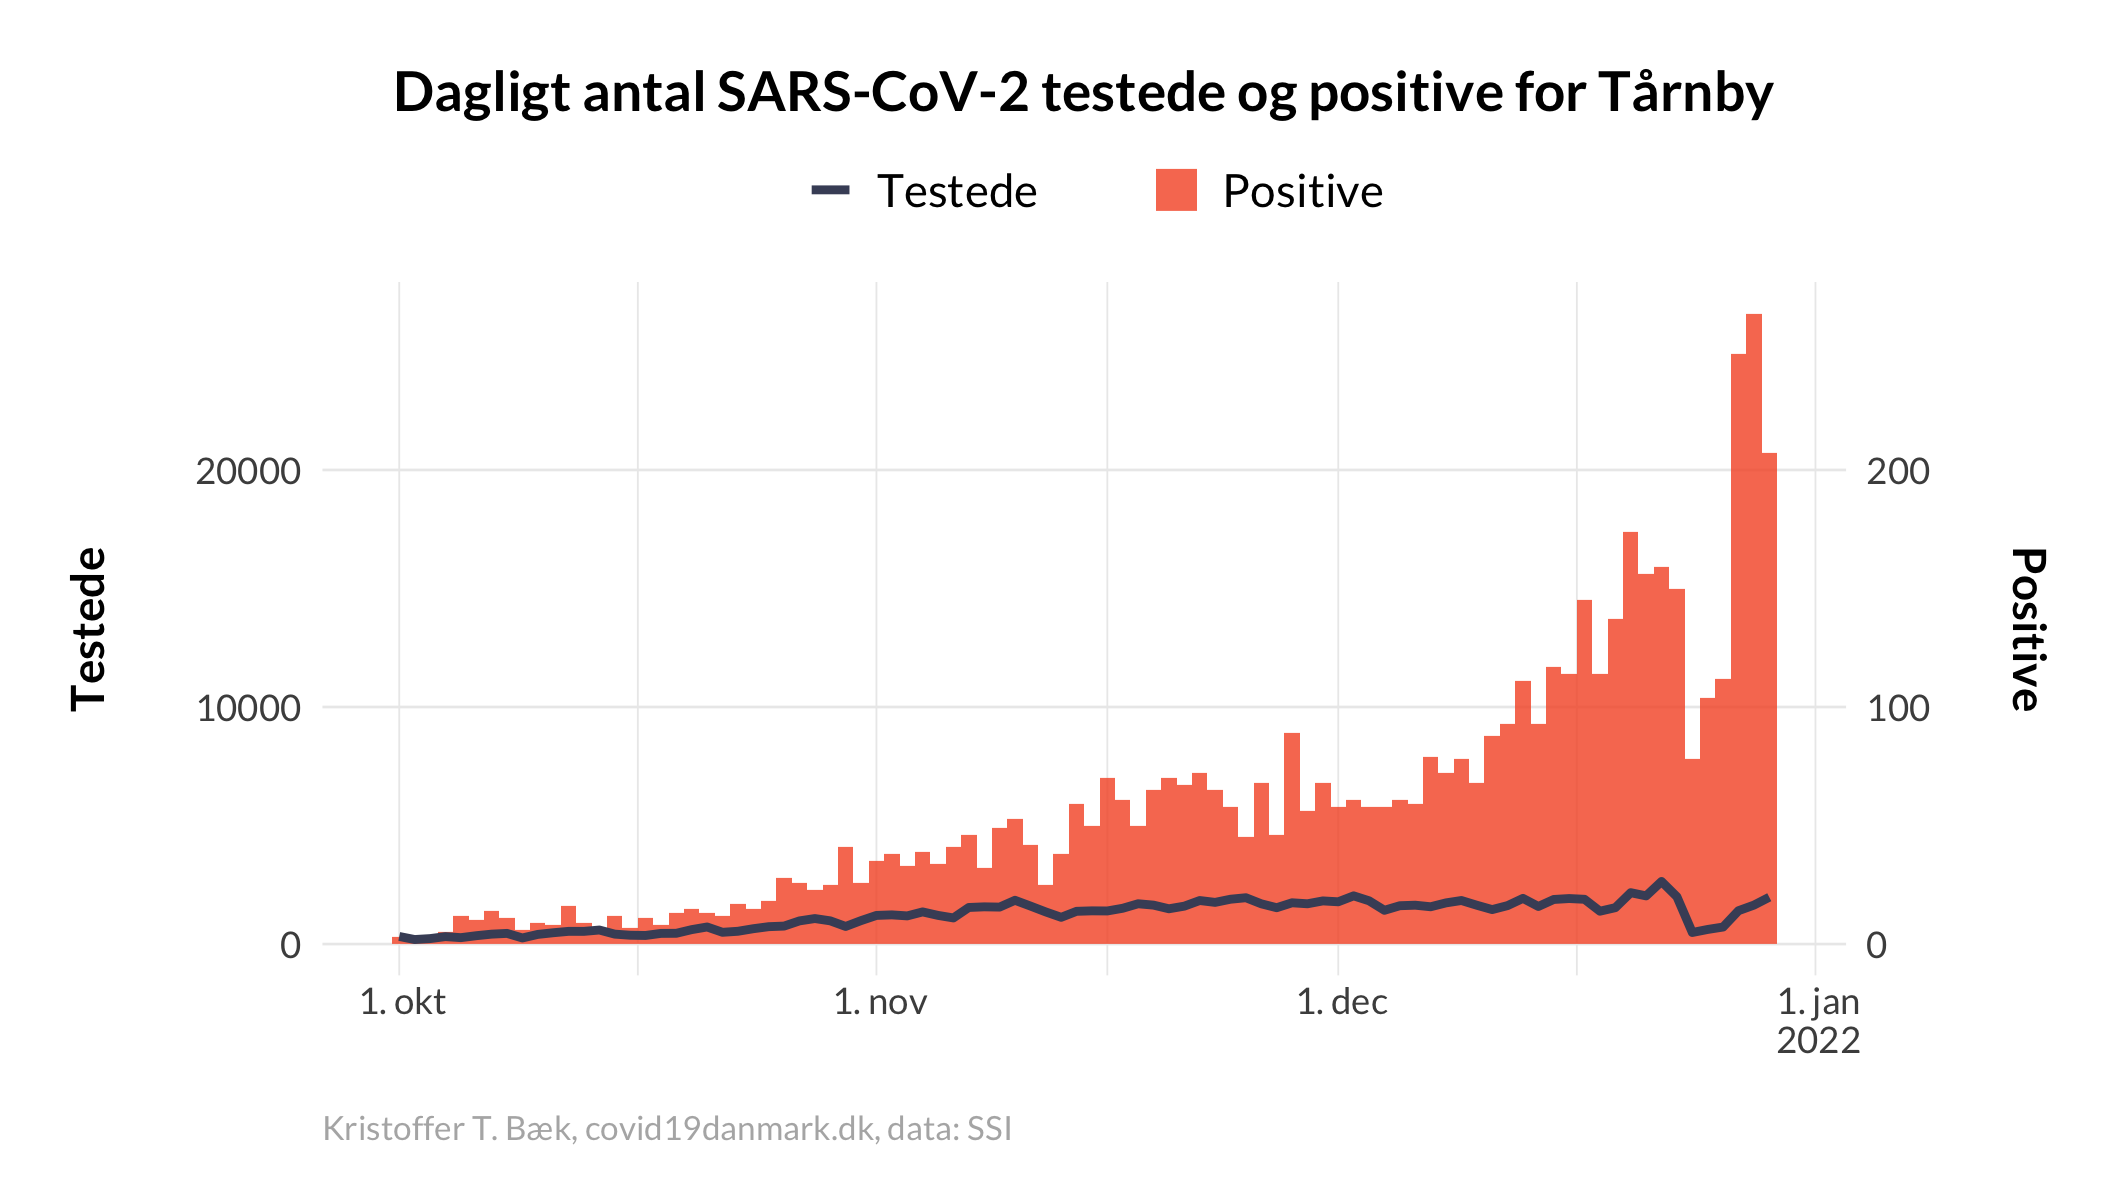 Dagligt antal SARS-CoV-2 testede og positive for Tårnby
Testede Positive
20000
10000
0
200
100
0
Testede
Positive
1. okt
1. nov
1. dec
1. jan
2022
Kristoffer T. Bæk, covid19danmark.dk, data: SSI